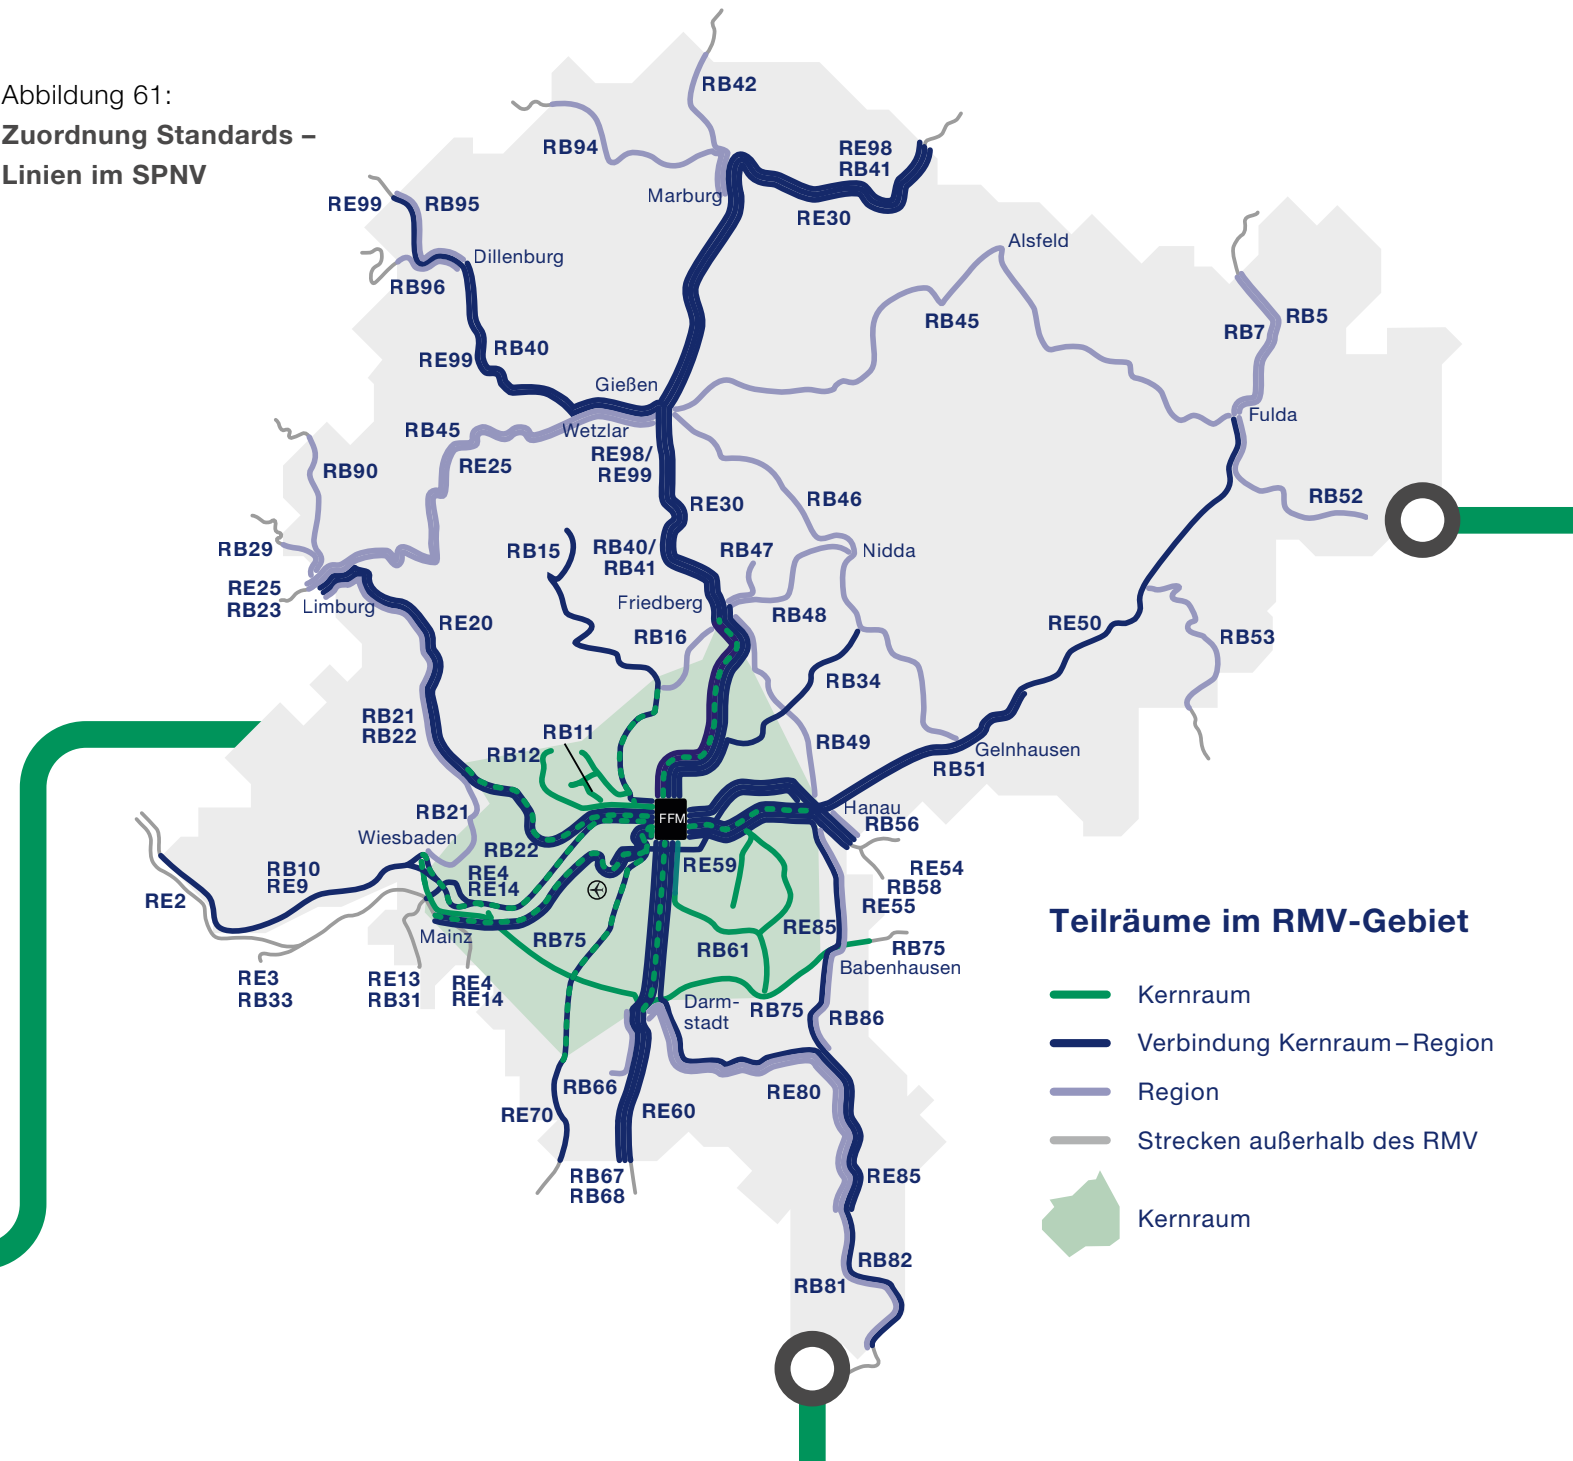 Abbildung 61:
Zuordnung Standards –
Linien im SPNV
RB42
RB94
RE98
RB41
Marburg
RE30
RE99
RB95
Dillenburg
RB96
Alsfeld
RB45
RB5
RB7
RB40
RE99
Gießen
Fulda
RB45
Wetzlar
RE25
RE98/
RE99
RB90
RB46
RB52
RE30
RB29
RB15
RB40/
RB41
RB47
Nidda
RE25
RB23
Limburg
Friedberg
RB48
RE20
RB16
RE50
RB53
RB34
RB21
RB22
RB11
RB12
RB49
Gelnhausen
RB51
RB21
FFM
Hanau
RB56
Wiesbaden
RB22
RE59
RB10
RE9
RE4
RE14
RE54
RB58
RE55
RE2
Mainz
RB75
RB61
RE85
RB75
Babenhausen
RE3
RB33
RE13
RB31
RE4
RE14
Darm-
stadt
RB75
RB86
RB66
RE80
RE70
RE60
RB67
RB68
RE85
RB82
RB81
Teilräume im RMV-Gebiet
Kernraum
Verbindung Kernraum – Region
Region
Strecken außerhalb des RMV
Kernraum